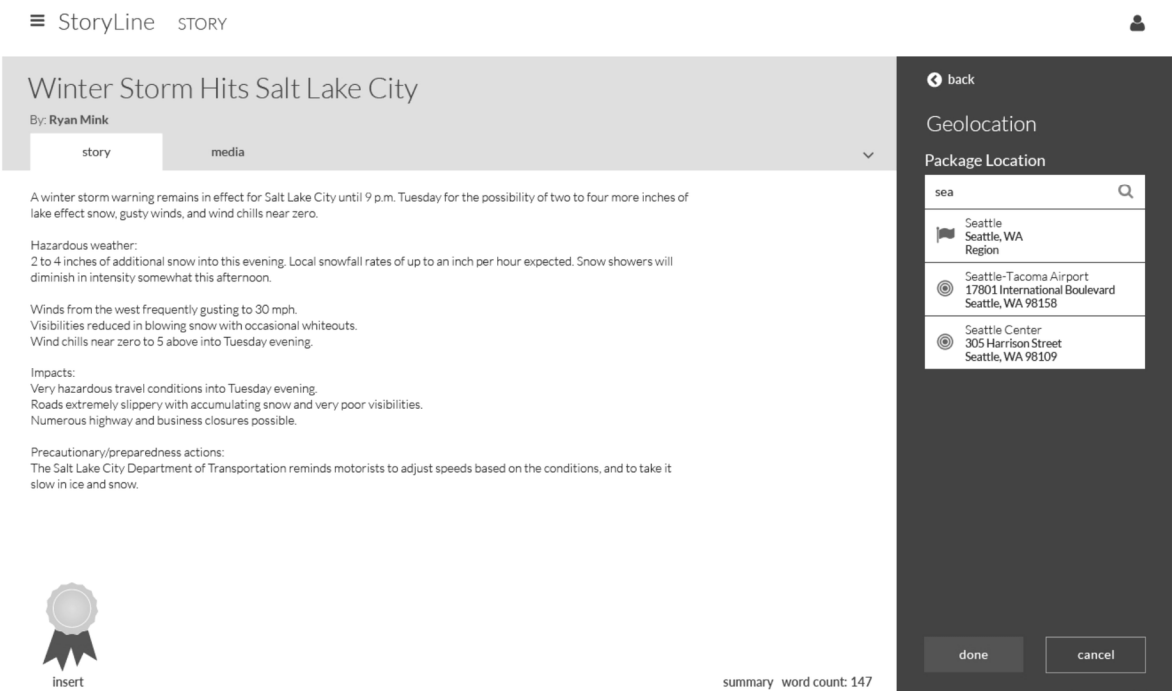 StoryLine STORY
Winter Storm Hits Salt Lake City
By: Ryan Mink
story media
A winter storm warning remains in effect for Salt Lake City until 9 p.m. Tuesday for the possibility of two to four more inches of
lake effect snow, gusty winds, and wind chills near zero.
Hazardous weather:
2 to 4 inches of additional snow into this evening. Local snowfall rates of up to an inch per hour expected. Snow showers will
diminish in intensity somewhat this afternoon.
Winds from the west frequently gusting to 30 mph.
Visibilities reduced in blowing snow with occasional whiteouts.
Wind chills near zero to 5 above into Tuesday evening.
Impacts:
Very hazardous travel conditions into Tuesday evening.
Roads extremely slippery with accumulating snow and very poor visibilities.
Numerous highway and business closures possible.
Precautionary/preparedness actions:
The Salt Lake City Department of Transportation reminds motorists to adjust speeds based on the conditions, and to take it
slow in ice and snow.
insert
summary word count: 147
back
Geolocation
Package Location
sea
Seattle
Seattle, WA
Region
Seattle-Tacoma Airport
17801 International Boulevard
Seattle, WA 98158
Seattle Center
305 Harrison Street
Seattle, WA 98109
done cancel